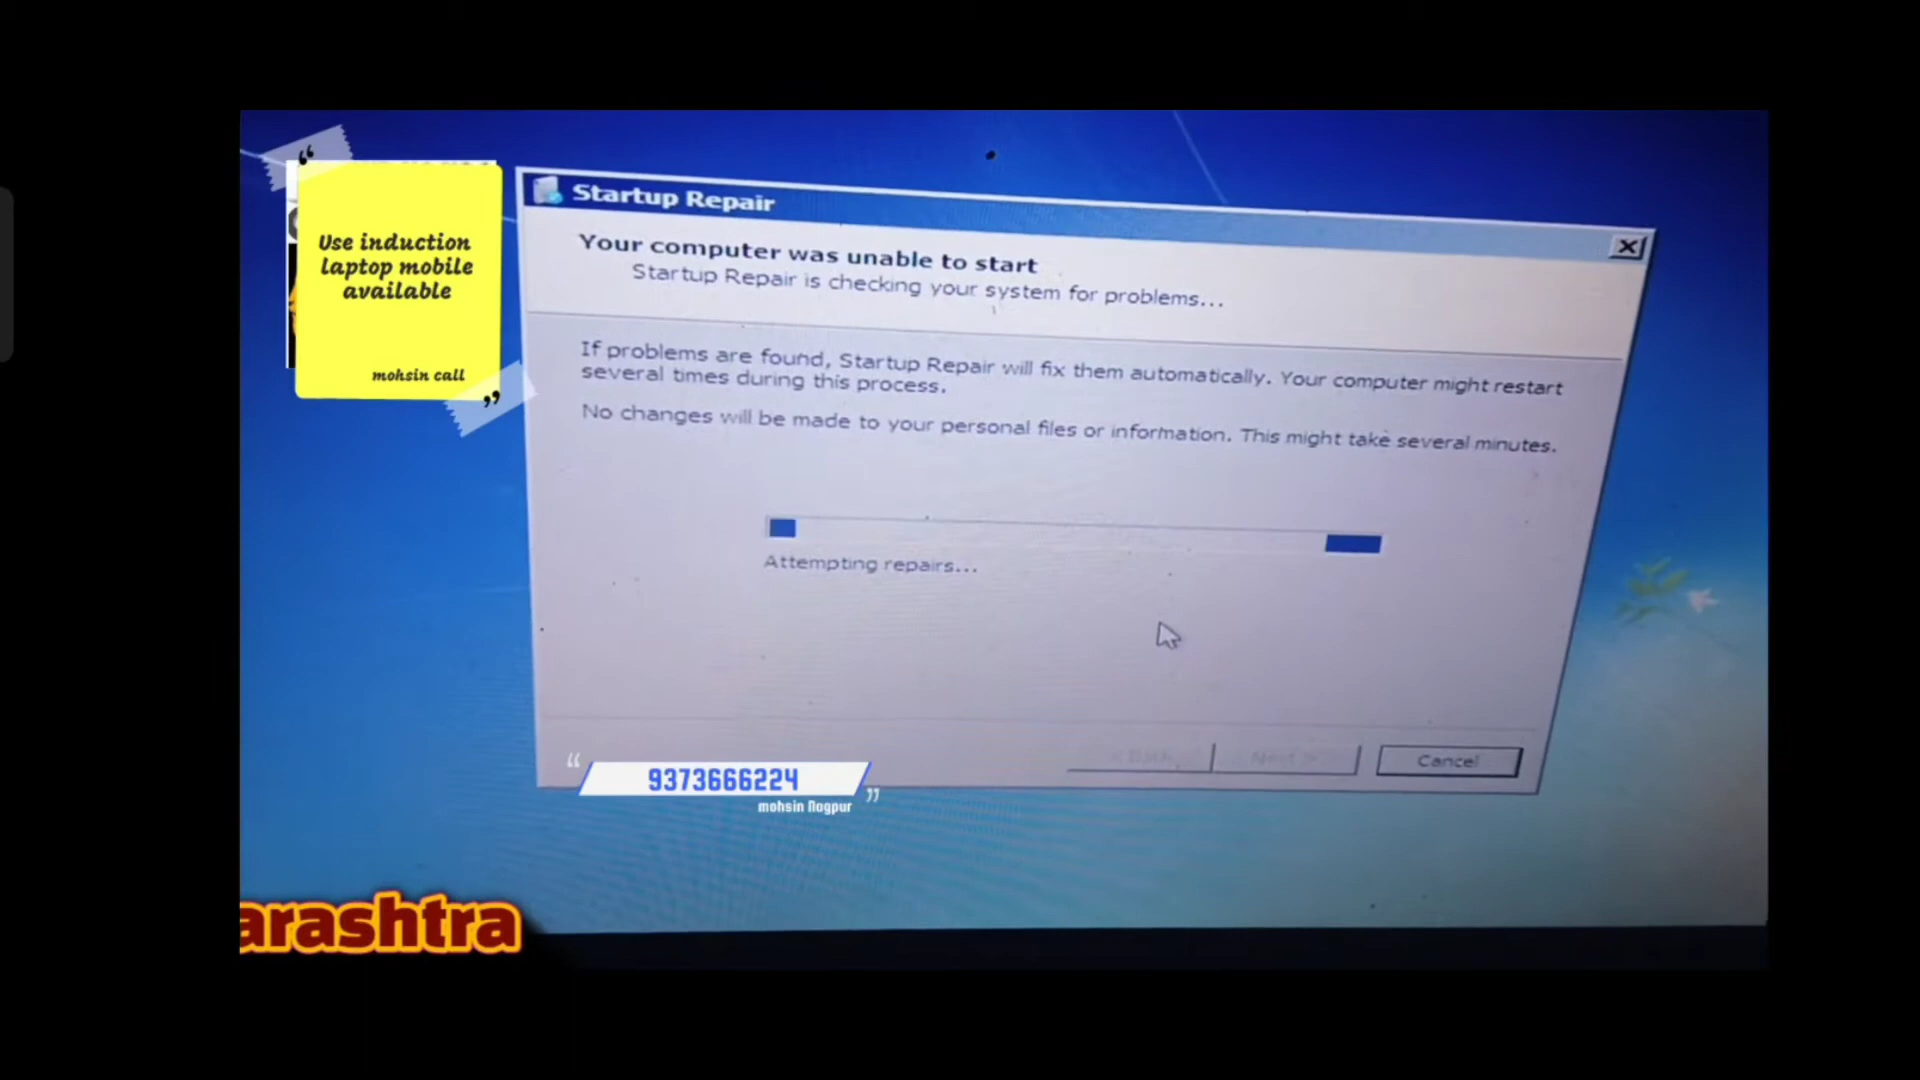 “
Use induction
laptop mobile
available
mohsin call
”
Startup Repair
Your computer was unable to start
Startup Repair is checking your system for problems...
If problems are found, Startup Repair will fix them automatically. Your computer might restart
several times during this process.
No changes will be made to your personal files or information. This might take several minutes.
Attempting repairs...
< Back
Next >
Cancel
“
9373666224
mohsin Nagpur
”
arashtra